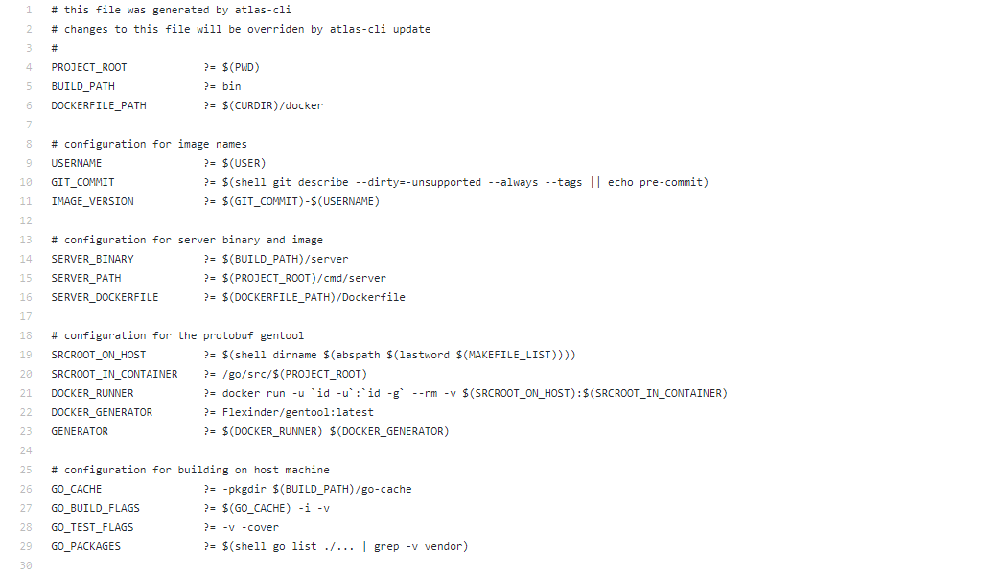 1 # this file was generated by atlas-cli
2 # changes to this file will be overriden by atlas-cli update
3 #
4 PROJECT_ROOT ?= $(PWD)
5 BUILD_PATH ?= bin
6 DOCKERFILE_PATH ?= $(CURDIR)/docker
7
8 # configuration for image names
9 USERNAME ?= $(USER)
10 GIT_COMMIT ?= $(shell git describe --dirty=-unsupported --always --tags || echo pre-commit)
11 IMAGE_VERSION ?= $(GIT_COMMIT)-$(USERNAME)
12
13 # configuration for server binary and image
14 SERVER_BINARY ?= $(BUILD_PATH)/server
15 SERVER_PATH ?= $(PROJECT_ROOT)/cmd/server
16 SERVER_DOCKERFILE ?= $(DOCKERFILE_PATH)/Dockerfile
17
18 # configuration for the protobuf gentool
19 SRCROOT_ON_HOST ?= $(shell dirname $(abspath $(lastword $(MAKEFILE_LIST))))
20 SRCROOT_IN_CONTAINER ?= /go/src/$(PROJECT_ROOT)
21 DOCKER_RUNNER ?= docker run -u `id -u`:`id -g` --rm -v $(SRCROOT_ON_HOST):$(SRCROOT_IN_CONTAINER)
22 DOCKER_GENERATOR ?= Flexinder/gentool:latest
23 GENERATOR ?= $(DOCKER_RUNNER) $(DOCKER_GENERATOR)
24
25 # configuration for building on host machine
26 GO_CACHE ?= -pkgdir $(BUILD_PATH)/go-cache
27 GO_BUILD_FLAGS ?= $(GO_CACHE) -i -v
28 GO_TEST_FLAGS ?= -v -cover
29 GO_PACKAGES ?= $(shell go list ./... | grep -v vendor)
30